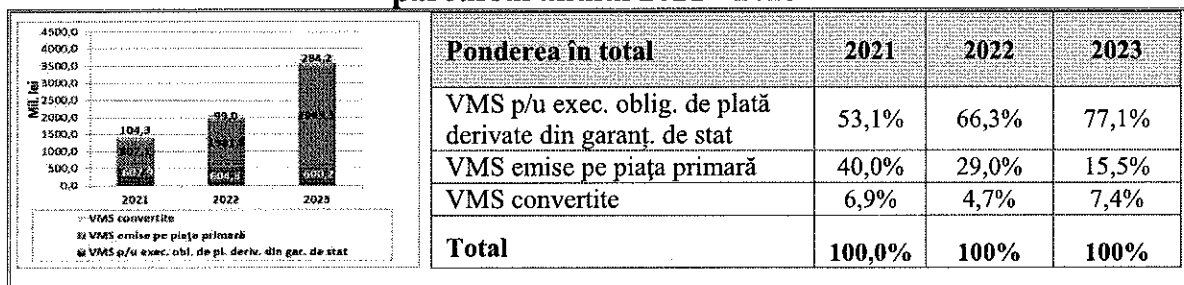 4500,0
4000,0
3500,0
3000,0
2500,0
2000,0
1500,0
1000,0
500,0
0,0
Mil. lei
104,3
99,0
284,2
2021
2022
2023
VMS convertite
VMS emise pe piața primară
VMS p/u exec. obl. de pl. deriv. din gar. de stat
Ponderea în total 2021 2022 2023
VMS p/u exec. oblig. de plată
derivate din garanț. de stat 53,1% 66,3% 77,1%
VMS emise pe piața primară 40,0% 29,0% 15,5%
VMS convertite 6,9% 4,7% 7,4%
Total 100,0% 100% 100%